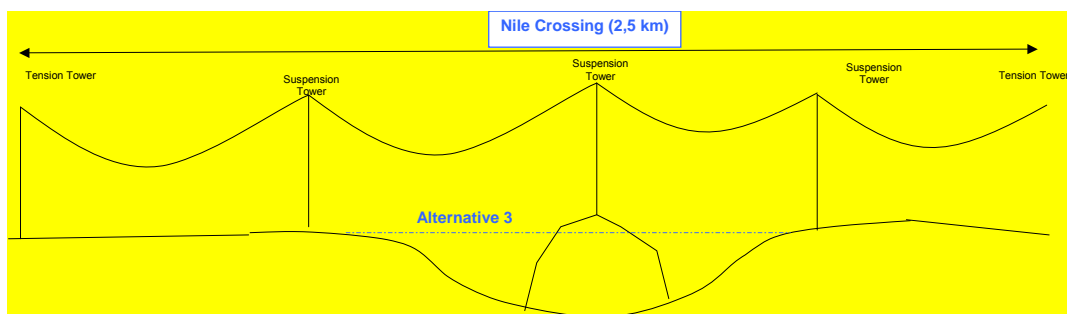 Nile Crossing (2,5 km)
Tension Tower
Suspension
Tower
Suspension
Tower
Suspension
Tower
Tension Tower
Alternative 3